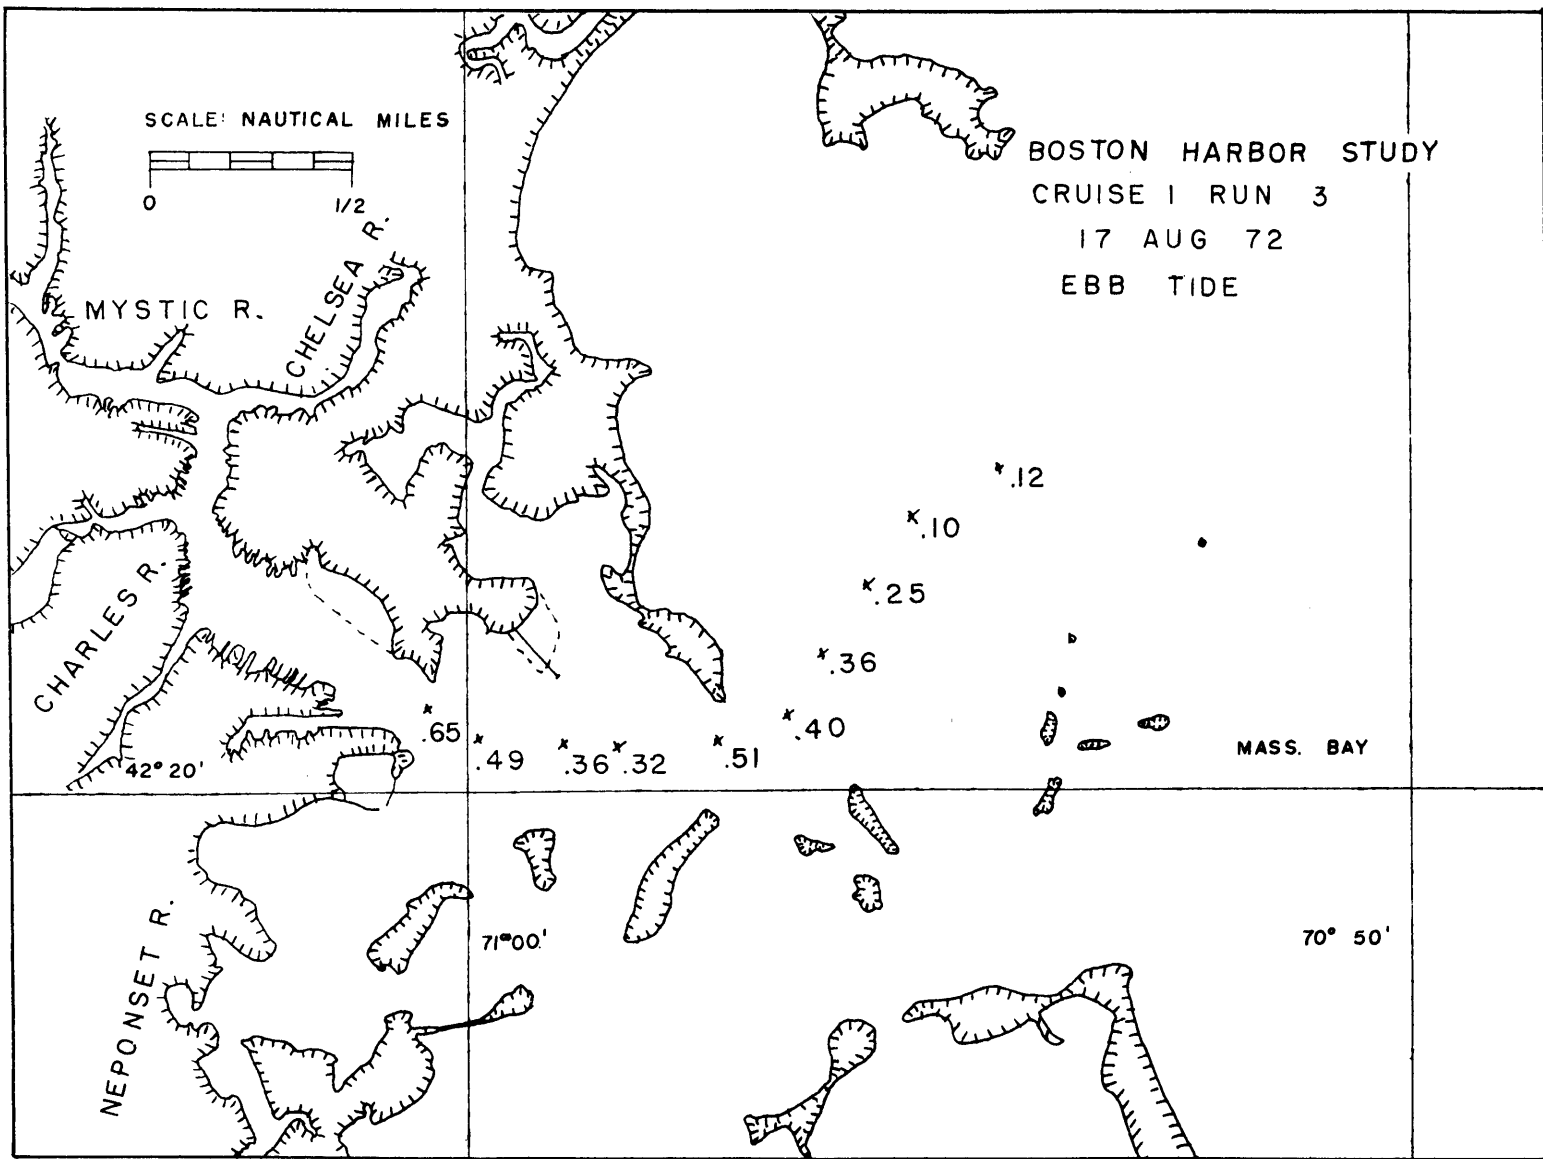 SCALE: NAUTICAL MILES
0 1/2
BOSTON HARBOR STUDY
CRUISE 1 RUN 3
17 AUG 72
EBB TIDE
MYSTIC R.
CHELSEA R.
CHARLES R.
NEPONSET R.
.12
.10
.25
.36
.40
.65
.49
.36
.32
.51
MASS. BAY
42° 20'
71°00'
70° 50'